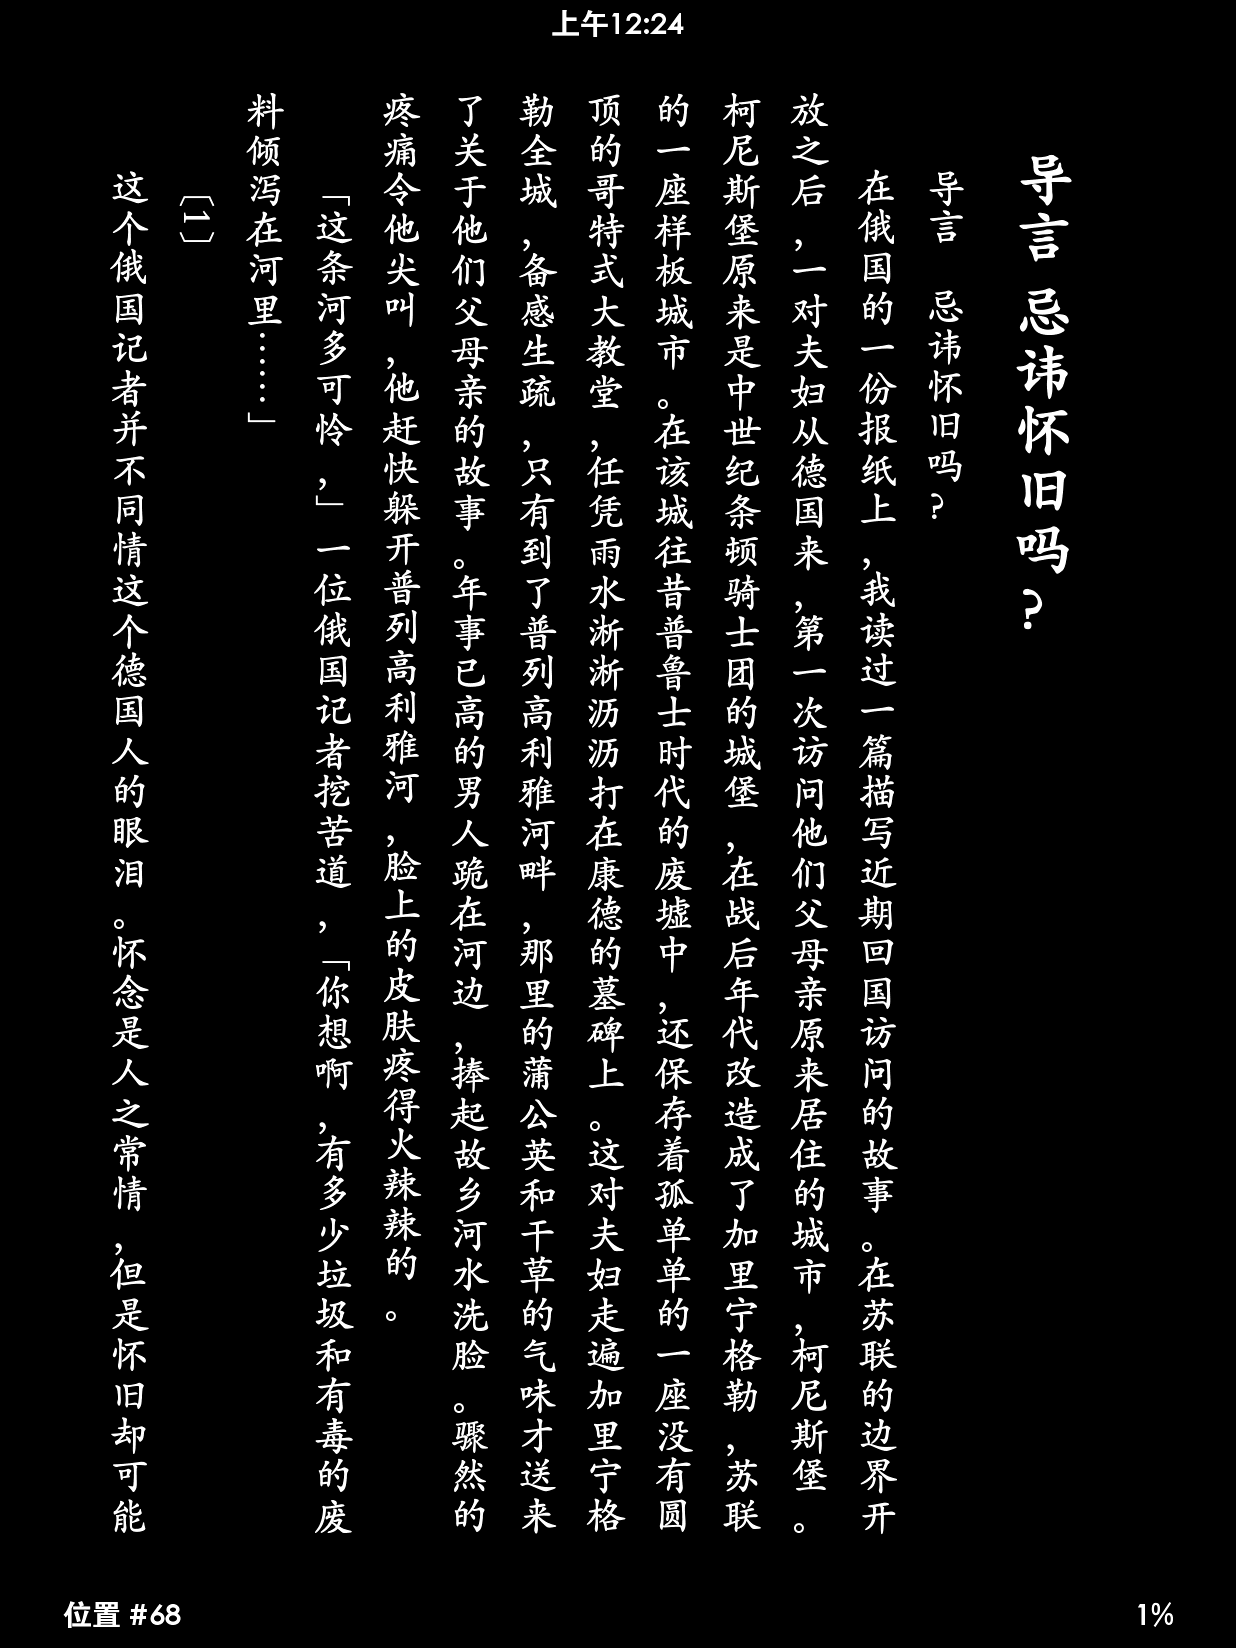 上午12:24
导言 忌讳怀旧吗？
导言　忌讳怀旧吗？
在俄国的一份报纸上，我读过一篇描写近期回国访问的故事。在苏联的边界开
放之后，一对夫妇从德国来，第一次访问他们父母亲原来居住的城市，柯尼斯堡。
柯尼斯堡原来是中世纪条顿骑士团的城堡，在战后年代改造成了加里宁格勒，苏联
的一座样板城市。在该城往昔普鲁士时代的废墟中，还保存着孤单单的一座没有圆
顶的哥特式大教堂，任凭雨水淅淅沥沥打在康德的墓碑上。这对夫妇走遍加里宁格
勒全城，备感生疏，只有到了普列高利雅河畔，那里的蒲公英和干草的气味才送来
了关于他们父母亲的故事。年事已高的男人跪在河边，捧起故乡河水洗脸。骤然的
疼痛令他尖叫，他赶快躲开普列高利雅河，脸上的皮肤疼得火辣辣的。
「这条河多可怜，」一位俄国记者挖苦道，「你想啊，有多少垃圾和有毒的废
料倾泻在河里……」
〔1〕
这个俄国记者并不同情这个德国人的眼泪。怀念是人之常情，但是怀旧却可能
位置 #68
1%